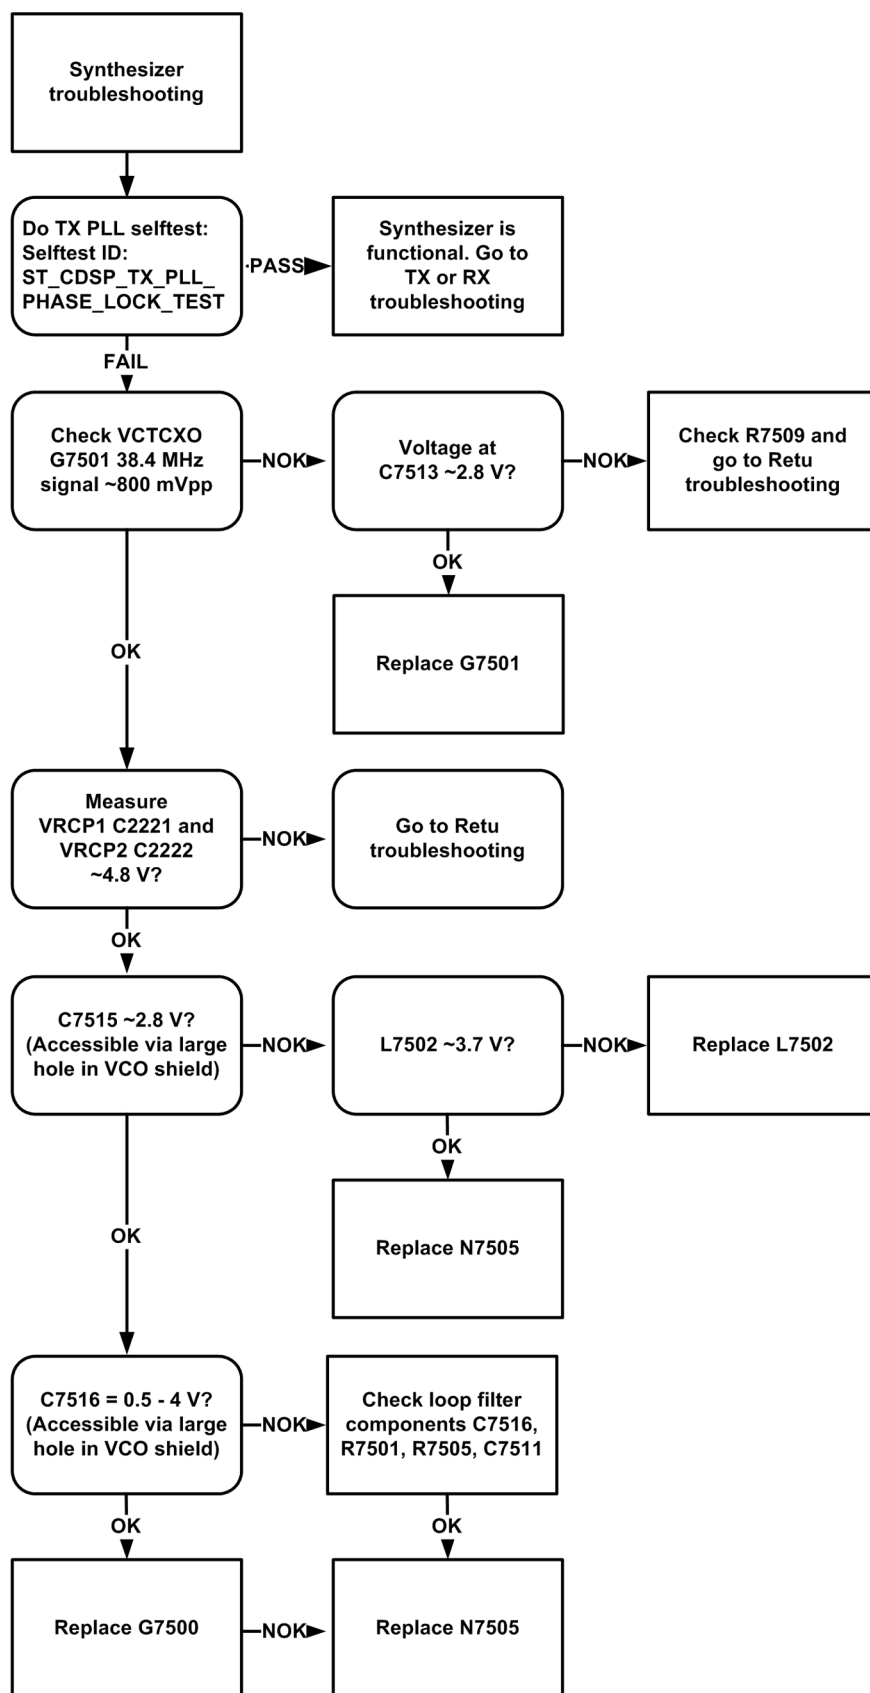 Synthesizer
troubleshooting
Do TX PLL selftest:
Selftest ID:
ST_CDSP_TX_PLL_
PHASE_LOCK_TEST
PASS
Synthesizer is
functional. Go to
TX or RX
troubleshooting
FAIL
Check VCTCXO
G7501 38.4 MHz
signal ~800 mVpp
NOK
Voltage at
C7513 ~2.8 V?
NOK
Check R7509 and
go to Retu
troubleshooting
OK
Replace G7501
OK
Measure
VRCP1 C2221 and
VRCP2 C2222
~4.8 V?
NOK
Go to Retu
troubleshooting
OK
C7515 ~2.8 V?
(Accessible via large
hole in VCO shield)
NOK
L7502 ~3.7 V?
NOK
Replace L7502
OK
Replace N7505
OK
C7516 = 0.5 - 4 V?
(Accessible via large
hole in VCO shield)
NOK
Check loop filter
components C7516,
R7501, R7505, C7511
OK
OK
Replace G7500
NOK
Replace N7505